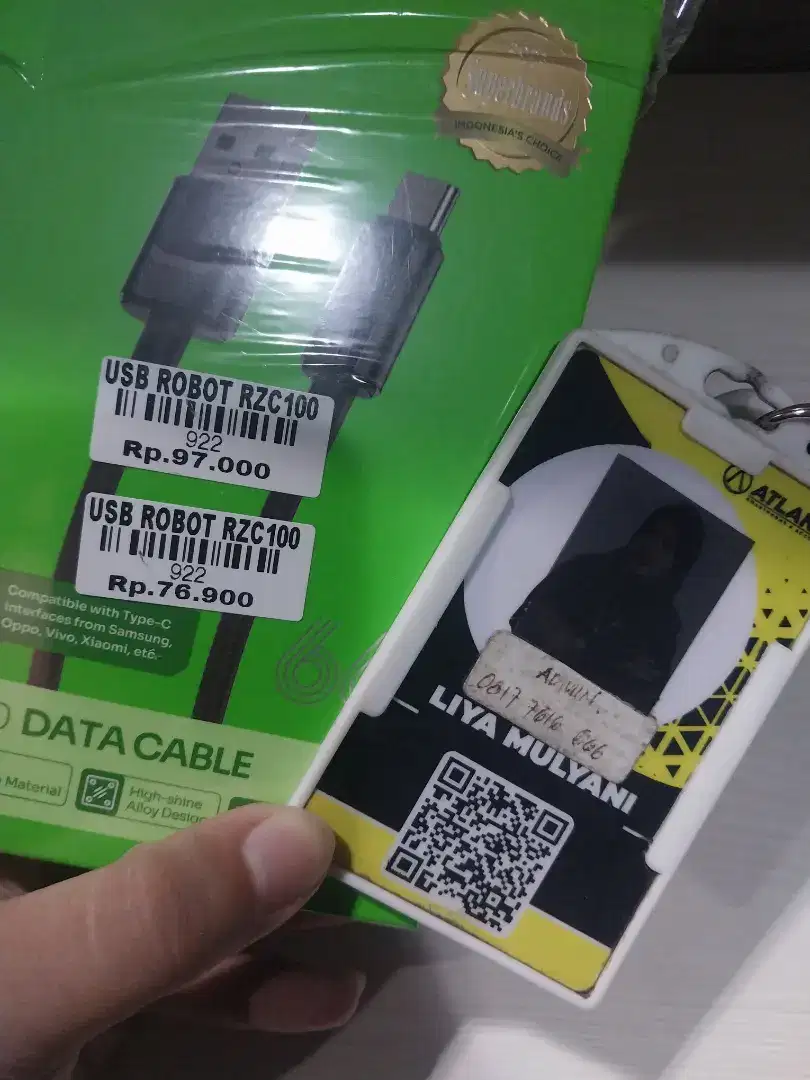 Superbrands
INDONESIA'S CHOICE
USB ROBOT RZC100
922
Rp.97.000
USB ROBOT RZC100
922
Rp.76.900
Compatible with Type-C
Interfaces from Samsung,
Oppo, Vivo, Xiaomi, etc.
DATA CABLE
Material
High-shine
Alloy Design
ATLAN
ADMIN
0817 7616 666
LIYA MULYANI